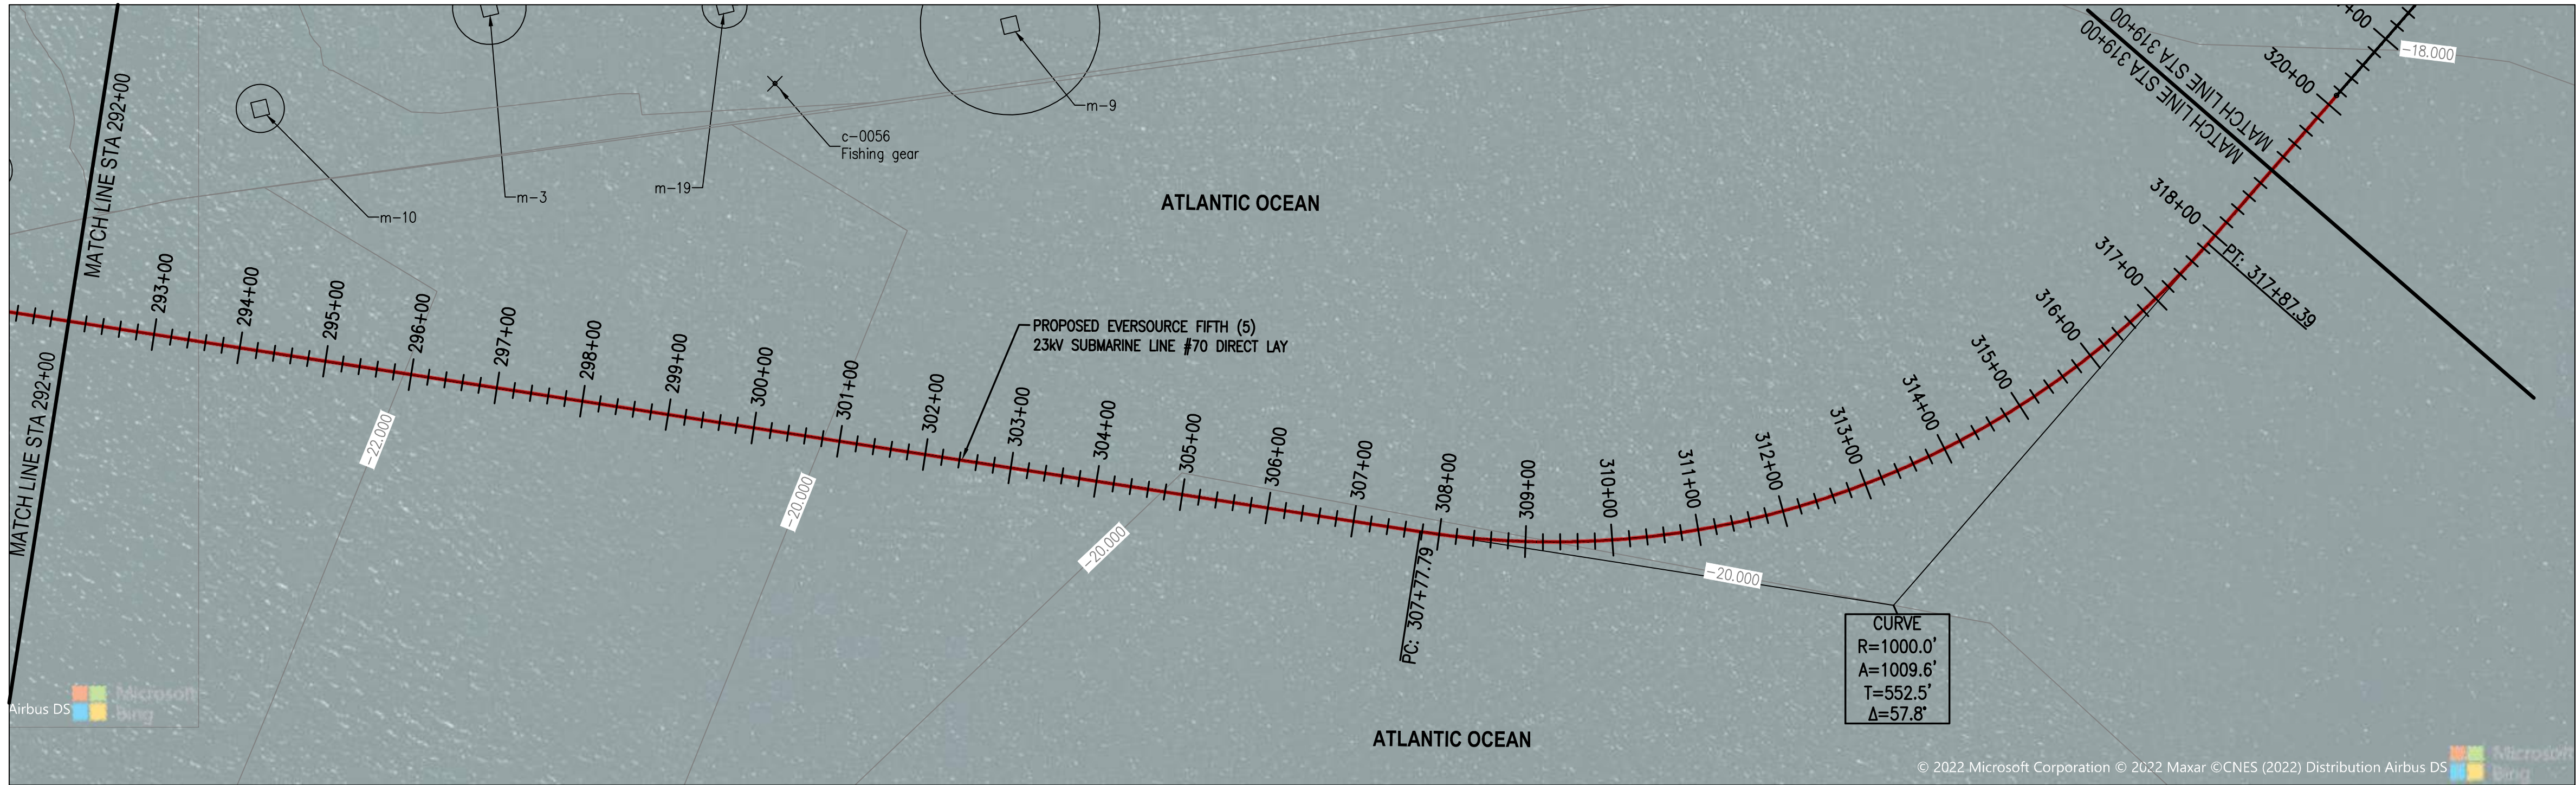 MATCH LINE STA 292+00
MATCH LINE STA 292+00
m-10
m-3
m-19
c-0056
Fishing gear
m-9
ATLANTIC OCEAN
MATCH LINE STA 319+00
MATCH LINE STA 319+00
320+00
-18.000
293+00
294+00
295+00
296+00
297+00
298+00
299+00
300+00
301+00
302+00
303+00
304+00
305+00
306+00
307+00
308+00
309+00
310+00
311+00
312+00
313+00
314+00
315+00
316+00
317+00
318+00
PROPOSED EVERSOURCE FIFTH (5)
23kV SUBMARINE LINE #70 DIRECT LAY
PT: 317+87.39
PC: 307+77.79
-22.000
-20.000
-20.000
-20.000
CURVE
R=1000.0'
A=1009.6'
T=552.5'
Δ=57.8°
ATLANTIC OCEAN
Airbus DS
Microsoft
Bing
© 2022 Microsoft Corporation © 2022 Maxar ©CNES (2022) Distribution Airbus DS
Microsoft
Bing